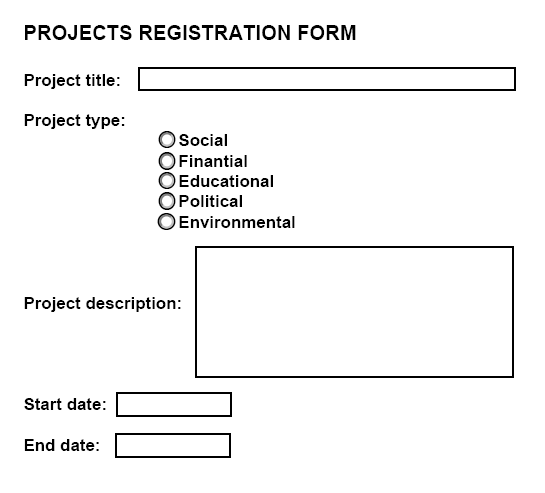 PROJECTS REGISTRATION FORM
Project title:
Project type:
Social
Finantial
Educational
Political
Environmental
Project description:
Start date:
End date: